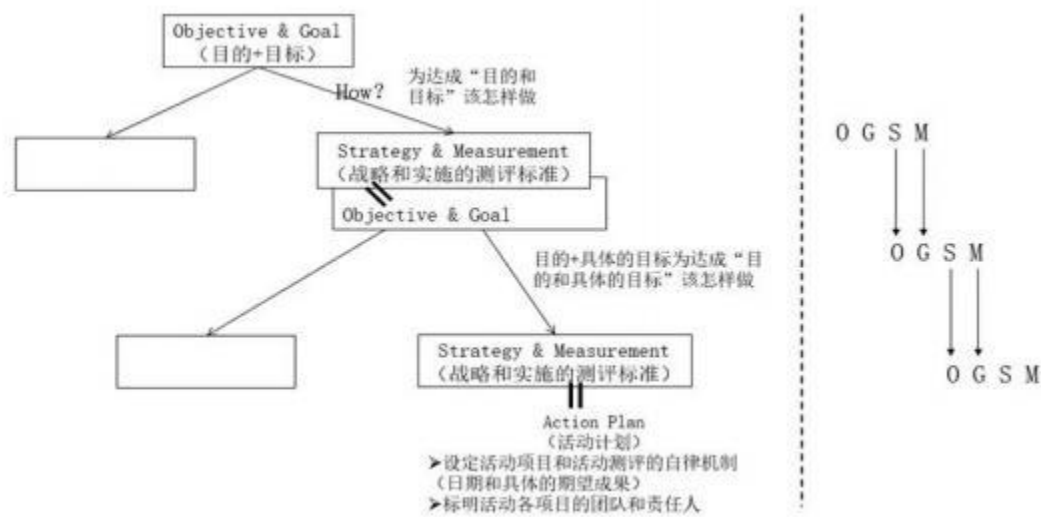 Objective & Goal
（目的+目标）
How?
为达成“目的和
目标”该怎样做
Strategy & Measurement
（战略和实施的测评标准）
Objective & Goal
目的+具体的目标为达成“目
的和具体的目标”该怎样做
Strategy & Measurement
（战略和实施的测评标准）
Action Plan
（活动计划）
➤设定活动项目和活动测评的自律机制
（日期和具体的期望成果）
➤标明活动各项目的团队和责任人
O G S M
O G S M
O G S M